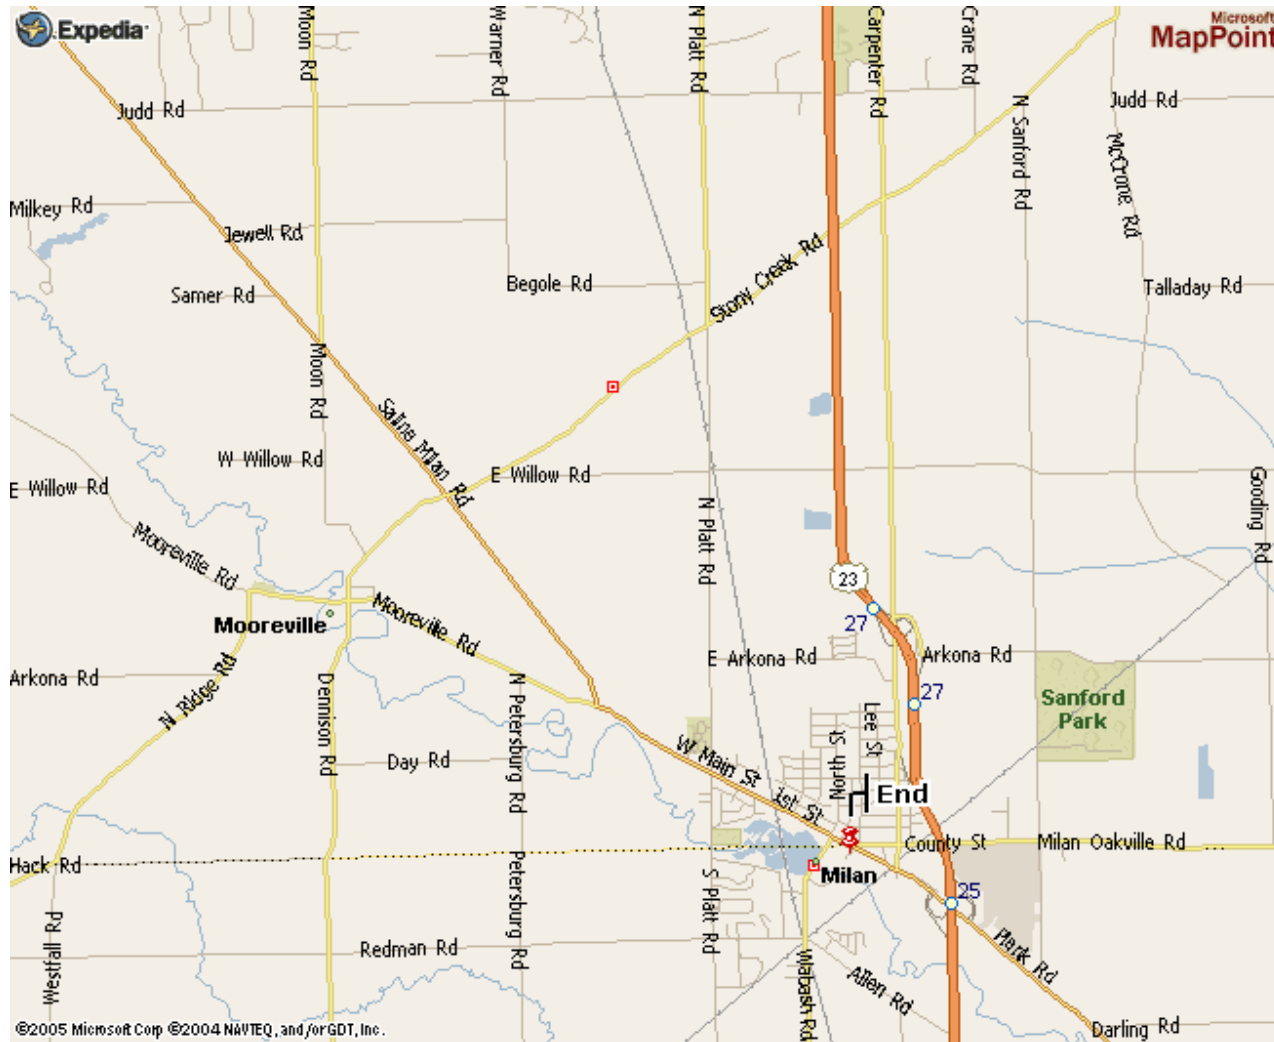 Expedia
Microsoft
MapPoint
Moon Rd
Warner Rd
N Platt Rd
Carpenter Rd
Crane Rd
Judd Rd
N Sanford Rd
Judd Rd
McCrone Rd
Milkey Rd
Jewell Rd
Stony Creek Rd
Samer Rd
Begole Rd
Talladay Rd
Moon Rd
Saline Milan Rd
W Willow Rd
E Willow Rd
E Willow Rd
N Platt Rd
Gooding Rd
Mooreville Rd
23
27
Mooreville
Mooreville Rd
E Arkona Rd
Arkona Rd
Arkona Rd
N Ridge Rd
Dennison Rd
N Petersburg Rd
27
Sanford
Park
Lee St
North St
W Main St
Day Rd
1st St
End
County St
Milan Oakville Rd
Hack Rd
Petersburg Rd
S Platt Rd
Milan
25
Westfall Rd
Redman Rd
Wabash Rd
Allen Rd
Plank Rd
Darling Rd
©2005 Microsoft Corp ©2004 NAVTEQ, and/or GDT, Inc.